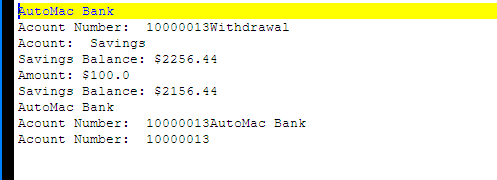 AutoMac Bank
Acount Number:  10000013Withdrawal
Acount:  Savings
Savings Balance: $2256.44
Amount: $100.0
Savings Balance: $2156.44
AutoMac Bank
Acount Number:  10000013AutoMac Bank
Acount Number:  10000013